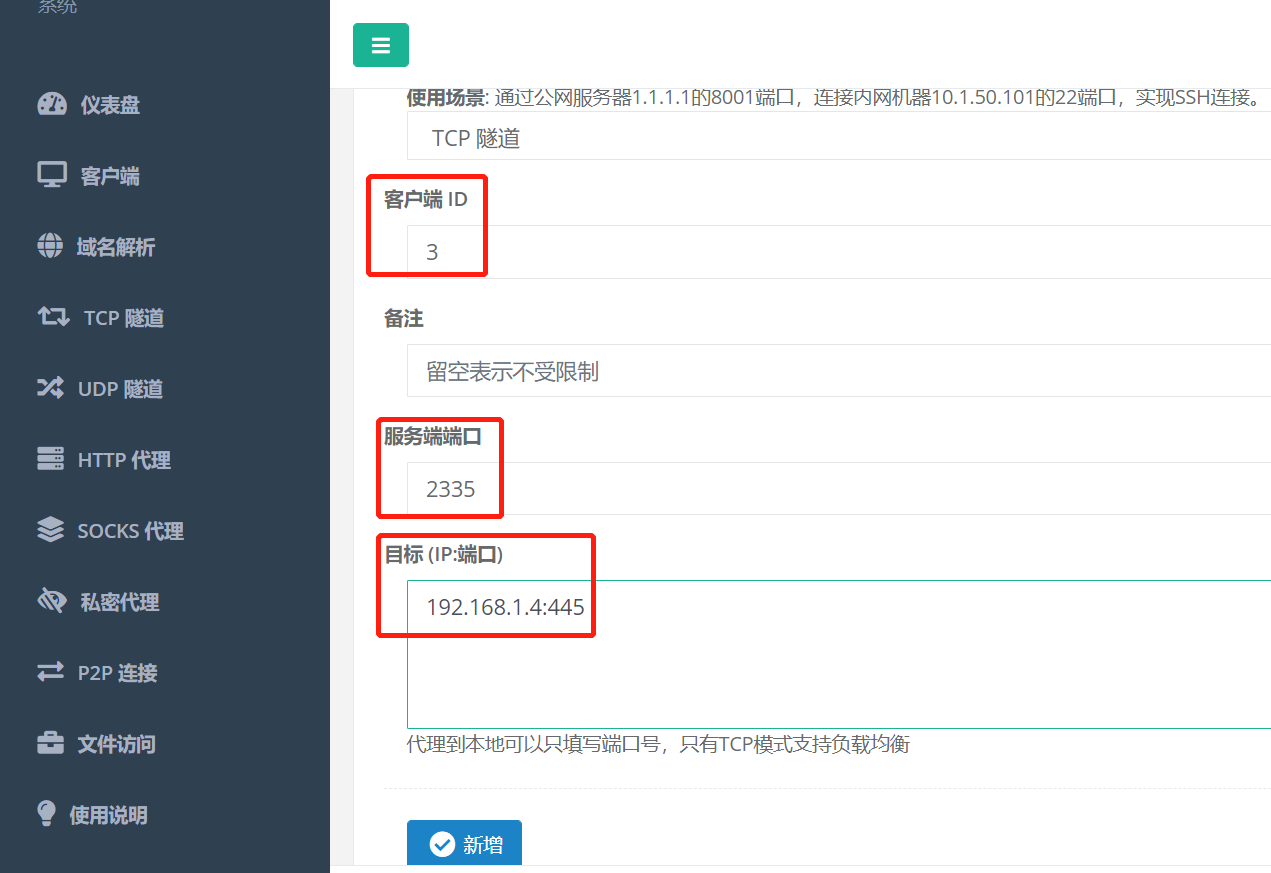 系统
仪表盘
客户端
域名解析
TCP 隧道
UDP 隧道
HTTP 代理
SOCKS 代理
私密代理
P2P 连接
文件访问
使用说明
使用场景: 通过公网服务器1.1.1.1的8001端口，连接内网机器10.1.50.101的22端口，实现SSH连接。
TCP 隧道
客户端 ID
3
备注
留空表示不受限制
服务端端口
2335
目标 (IP:端口)
192.168.1.4:445
代理到本地可以只填写端口号，只有TCP模式支持负载均衡
新增